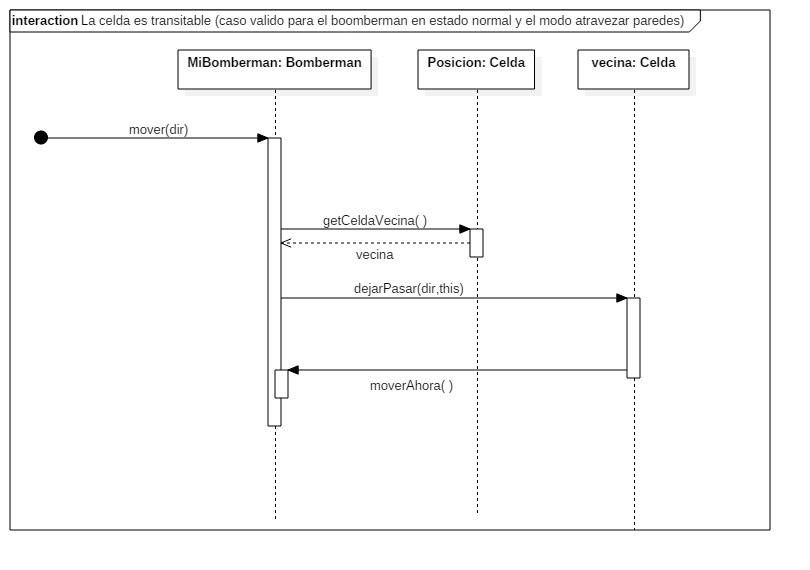 interaction La celda es transitable (caso valido para el boomberman en estado normal y el modo atravezar paredes)
MiBomberman: Bomberman
Posicion: Celda
vecina: Celda
mover(dir)
getCeldaVecina( )
vecina
dejarPasar(dir,this)
moverAhora( )